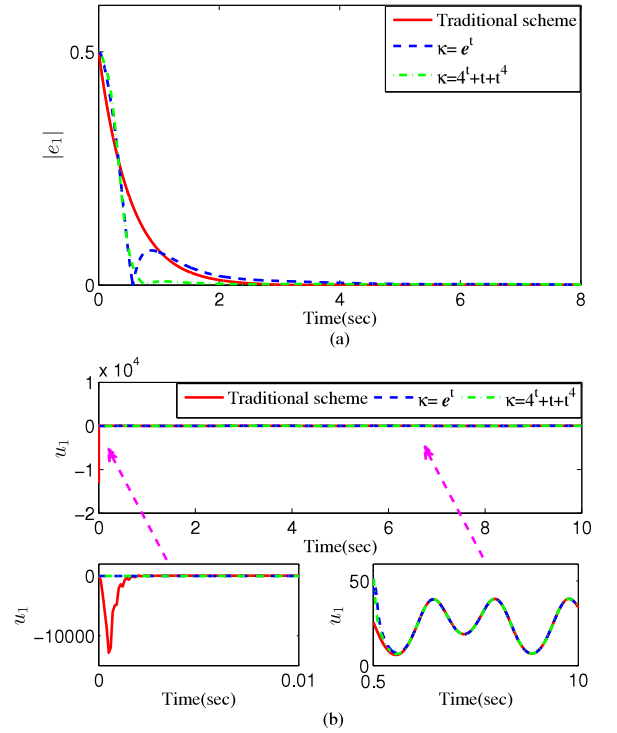 Traditional scheme
κ= e^t
κ=4^t+t+t^4
0.5
|e₁|
0
0 2 4 6 8
Time(sec)
(a)
x 10^4
1
Traditional scheme κ= e^t κ=4^t+t+t^4
0
u₁
−1
−2
0 2 4 6 8 10
Time(sec)
0
u₁
−10000
0 0.01
Time(sec)
50
u₁
0
0.5 10
Time(sec)
(b)